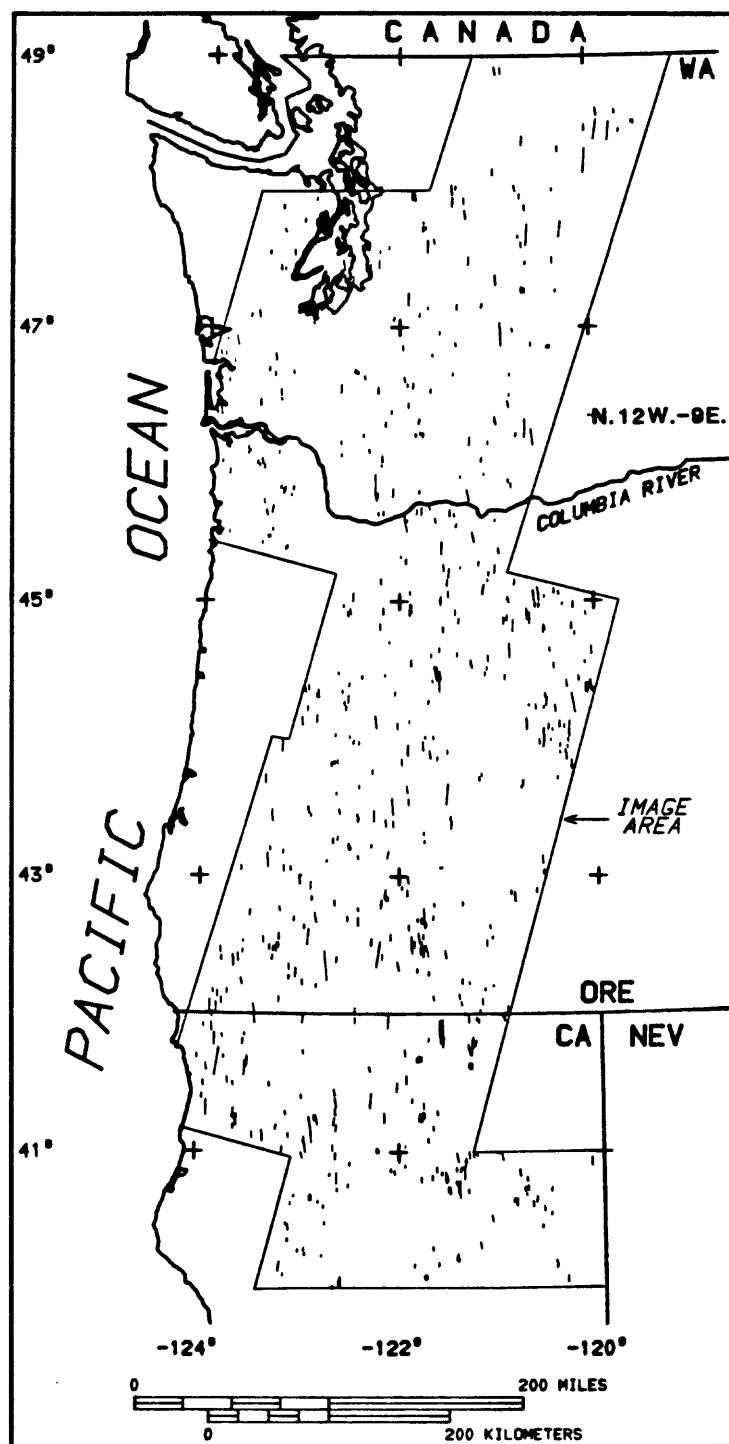 CANADA
49°
WA
47°
N.12W.-9E.
OCEAN
COLUMBIA RIVER
45°
IMAGE
AREA
PACIFIC
43°
ORE
CA
NEV
41°
-124°
-122°
-120°
0
200 MILES
0
200 KILOMETERS